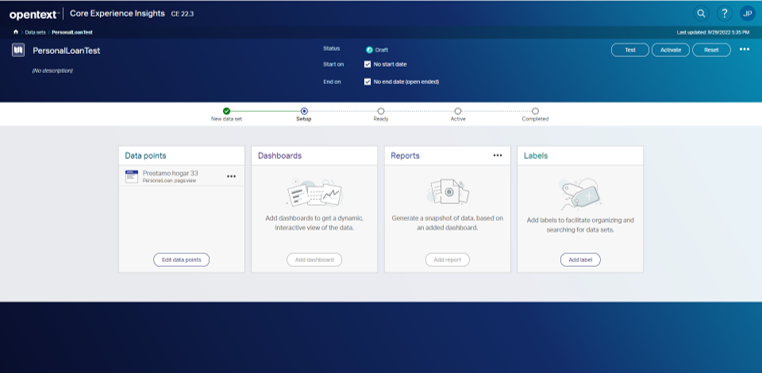 opentext™ | Core Experience Insights CE 22.3
? JP
Data sets PersonalLoanTest
Last updated: 9/29/2022 5:35 PM
PersonalLoanTest
(No description)
Status Draft
Start on No start date
End on No end date (open ended)
Test Activate Reset
New data set Setup Ready Active Completed
Data points
Prestamo hogar 33
PersonalLoan pageview
Edit data points
Dashboards
Add dashboards to get a dynamic,
interactive view of the data.
Add dashboard
Reports
Generate a snapshot of data, based on
an added dashboard.
Add report
Labels
Add labels to facilitate organizing and
searching for data sets.
Add label